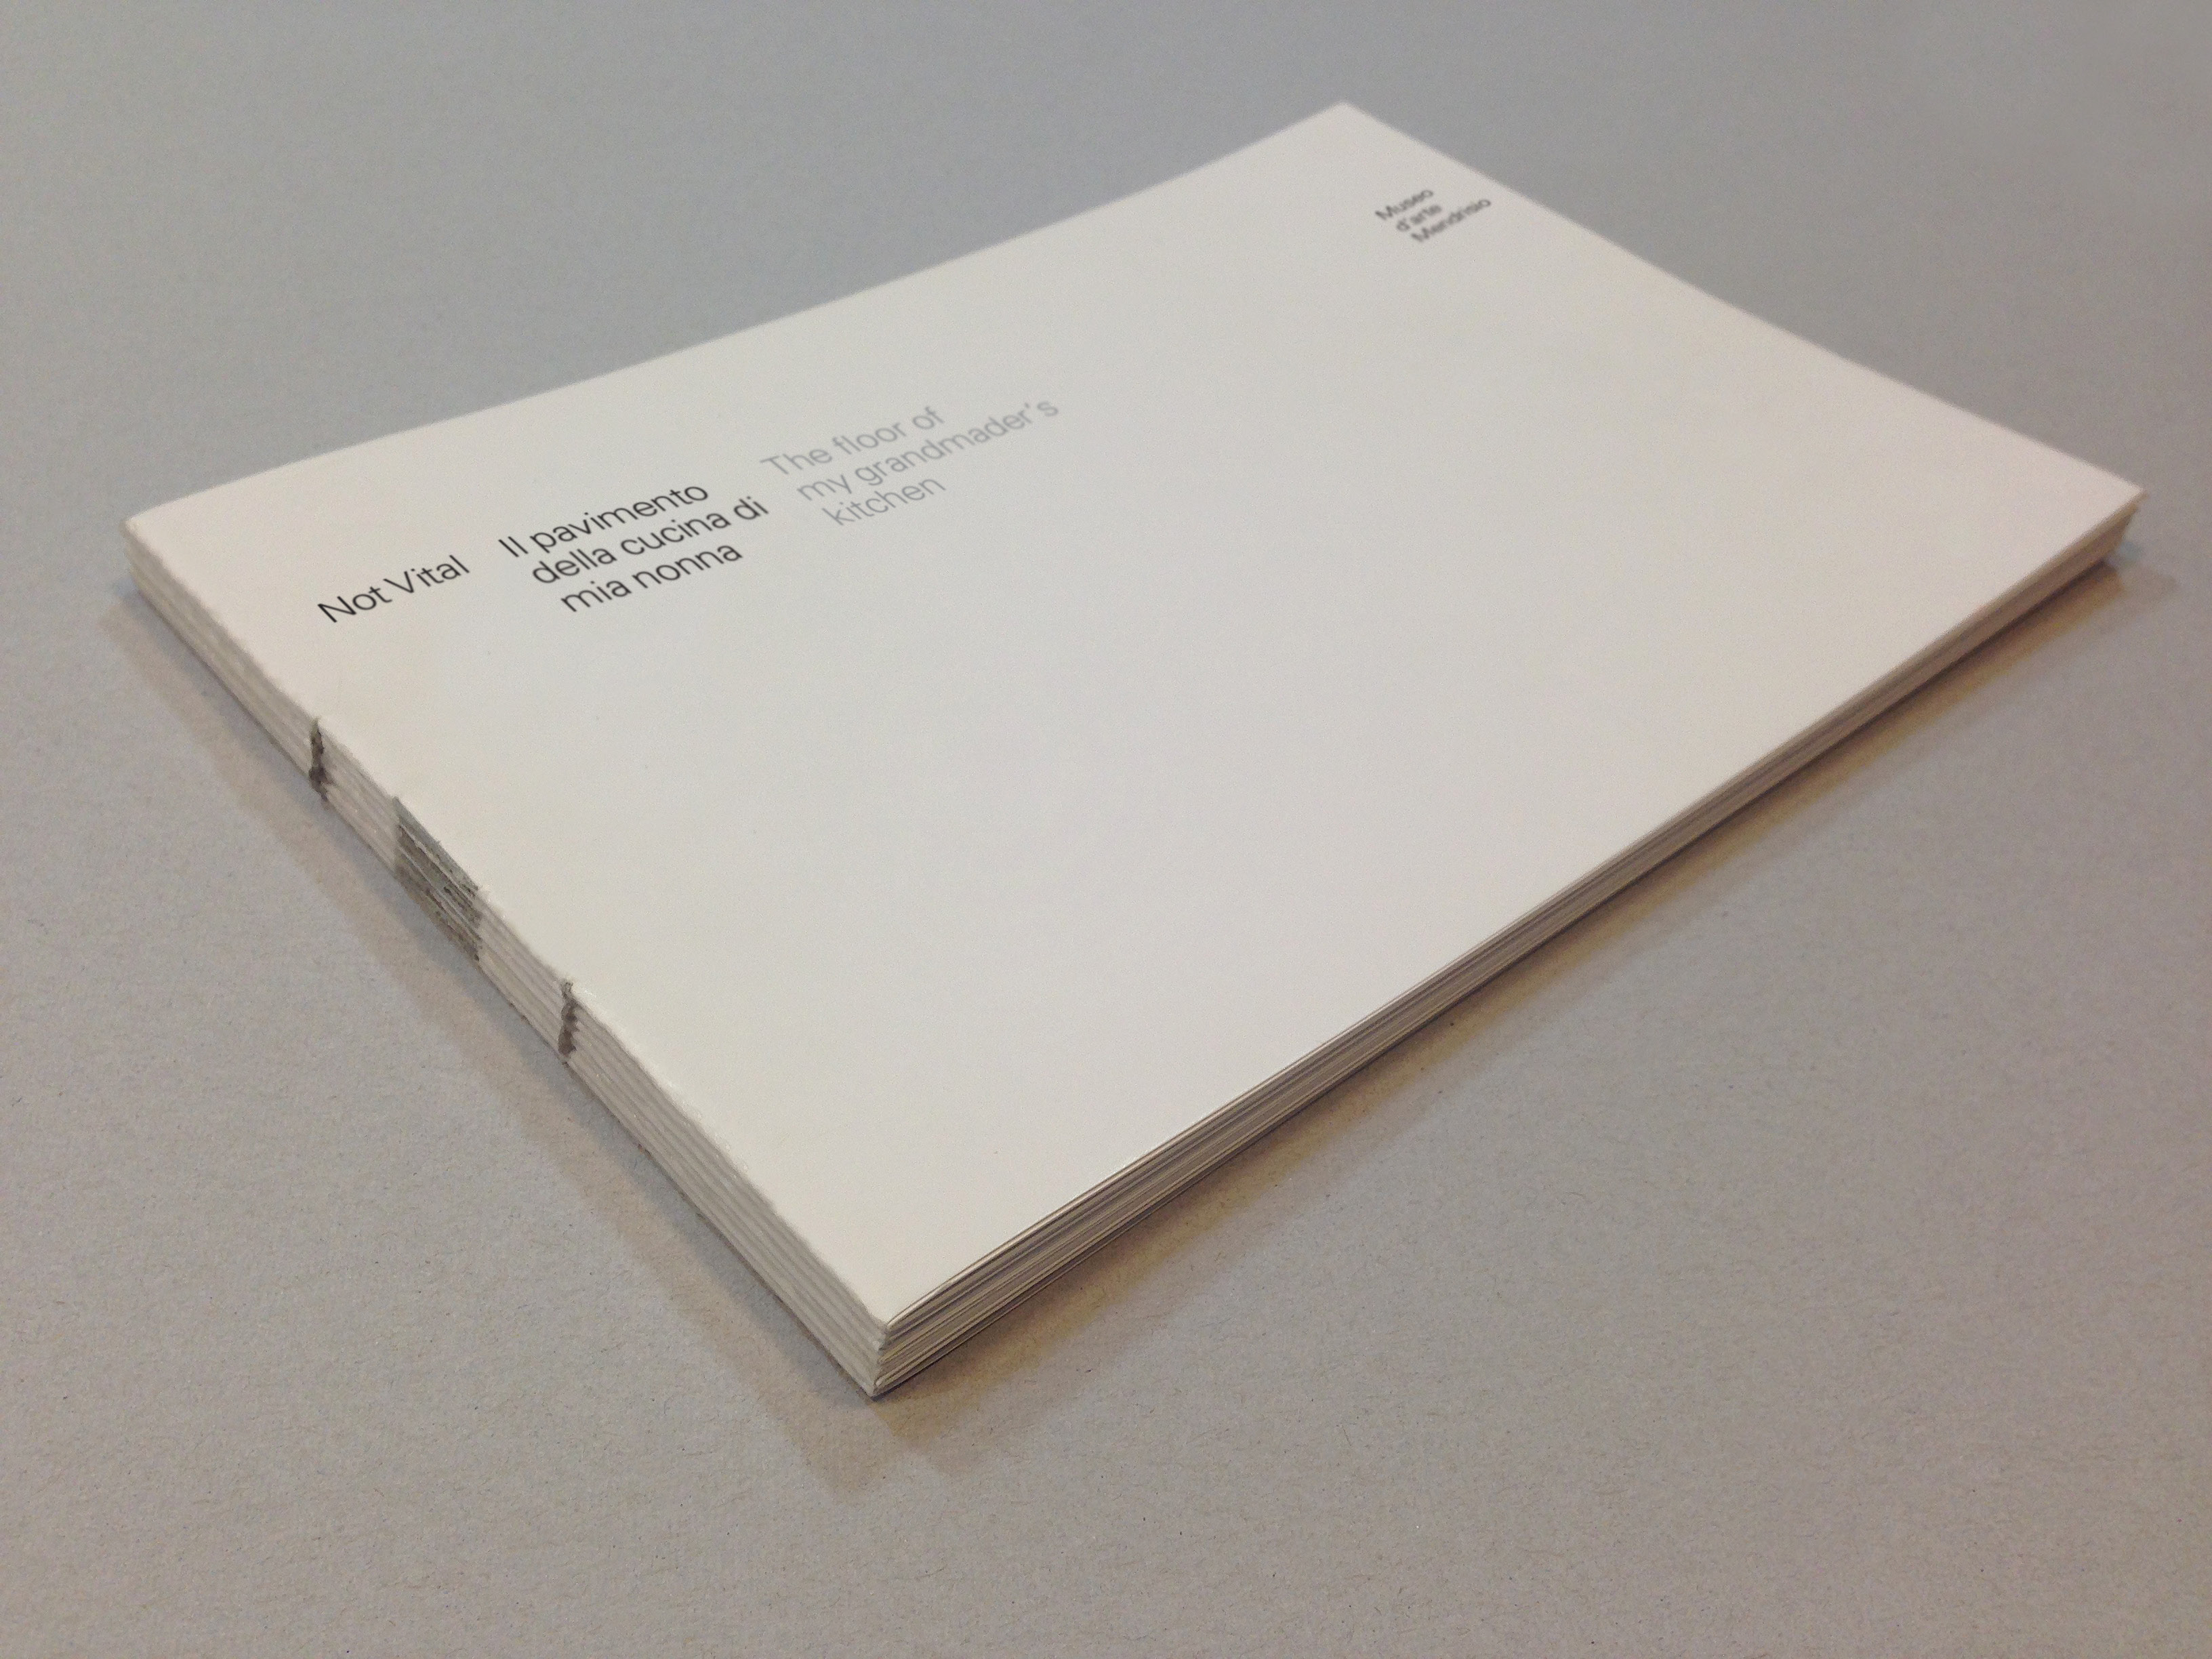 Not Vital
Il pavimento
della cucina di
mia nonna
The floor of
my grandmader's
kitchen
Museo
d'arte
Mendrisio